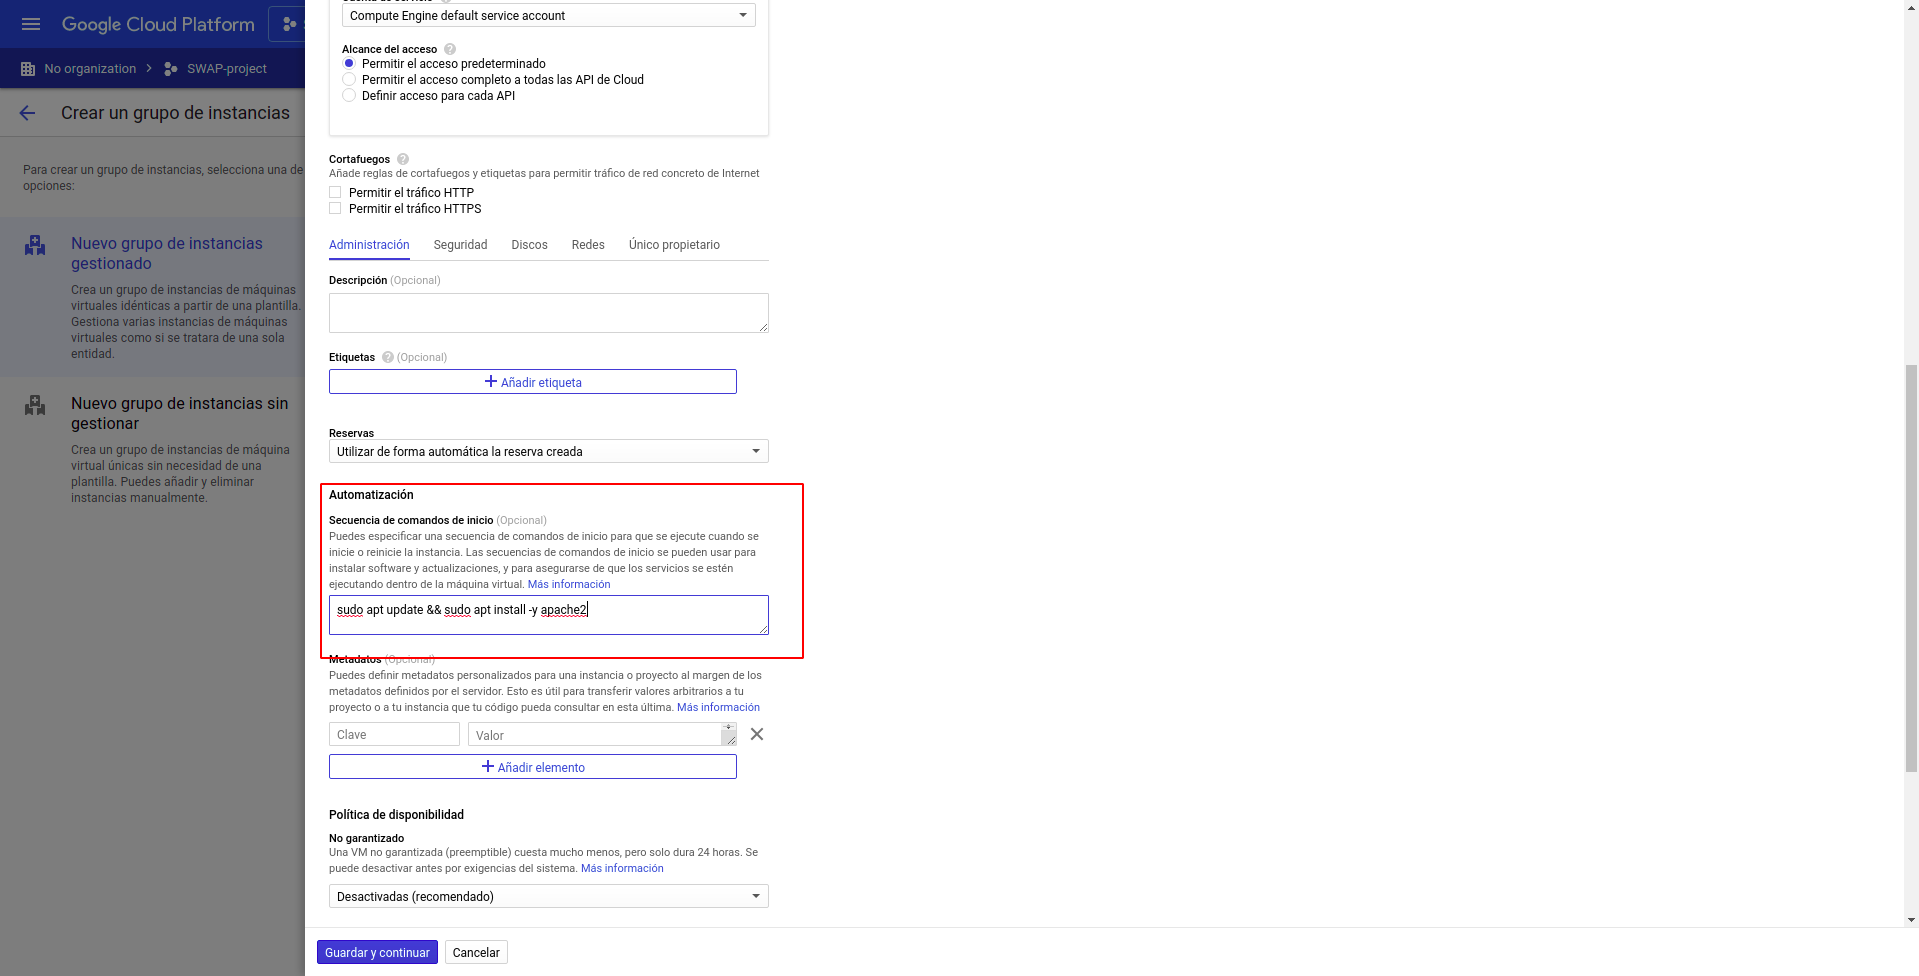 Google Cloud Platform
No organization
SWAP-project
Crear un grupo de instancias
Para crear un grupo de instancias, selecciona una de
opciones:
Nuevo grupo de instancias
gestionado
Crea un grupo de instancias de máquinas
virtuales idénticas a partir de una plantilla.
Gestiona varias instancias de máquinas
virtuales como si se tratara de una sola
entidad.
Nuevo grupo de instancias sin
gestionar
Crea un grupo de instancias de máquina
virtual únicas sin necesidad de una
plantilla. Puedes añadir y eliminar
instancias manualmente.
Compute Engine default service account
Alcance del acceso
Permitir el acceso predeterminado
Permitir el acceso completo a todas las API de Cloud
Definir acceso para cada API
Cortafuegos
Añade reglas de cortafuegos y etiquetas para permitir tráfico de red concreto de Internet
Permitir el tráfico HTTP
Permitir el tráfico HTTPS
Administración Seguridad Discos Redes Único propietario
Descripción (Opcional)
Etiquetas (Opcional)
Añadir etiqueta
Reservas
Utilizar de forma automática la reserva creada
Automatización
Secuencia de comandos de inicio (Opcional)
Puedes especificar una secuencia de comandos de inicio para que se ejecute cuando se
inicie o reinicie la instancia. Las secuencias de comandos de inicio se pueden usar para
instalar software y actualizaciones, y para asegurarse de que los servicios se estén
ejecutando dentro de la máquina virtual. Más información
sudo apt update && sudo apt install -y apache2
Metadatos (Opcional)
Puedes definir metadatos personalizados para una instancia o proyecto al margen de los
metadatos definidos por el servidor. Esto es útil para transferir valores arbitrarios a tu
proyecto o a tu instancia que tu código pueda consultar en esta última. Más información
Clave Valor
Añadir elemento
Política de disponibilidad
No garantizado
Una VM no garantizada (preemptible) cuesta mucho menos, pero solo dura 24 horas. Se
puede desactivar antes por exigencias del sistema. Más información
Desactivadas (recomendado)
Guardar y continuar Cancelar